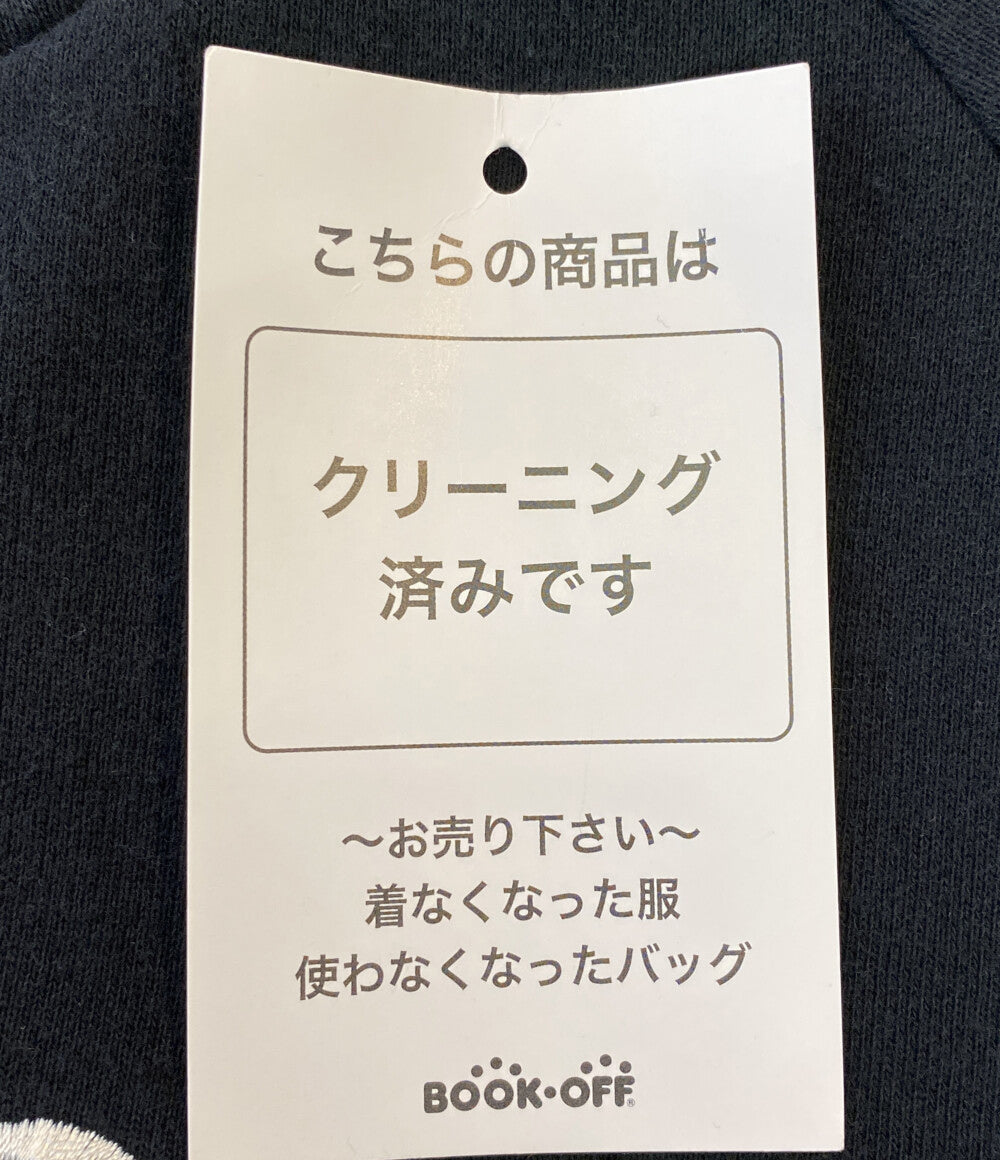 こちらの商品は
クリーニング
済みです
～お売り下さい～
着なくなった服
使わなくなったバッグ
BOOK・OFF®